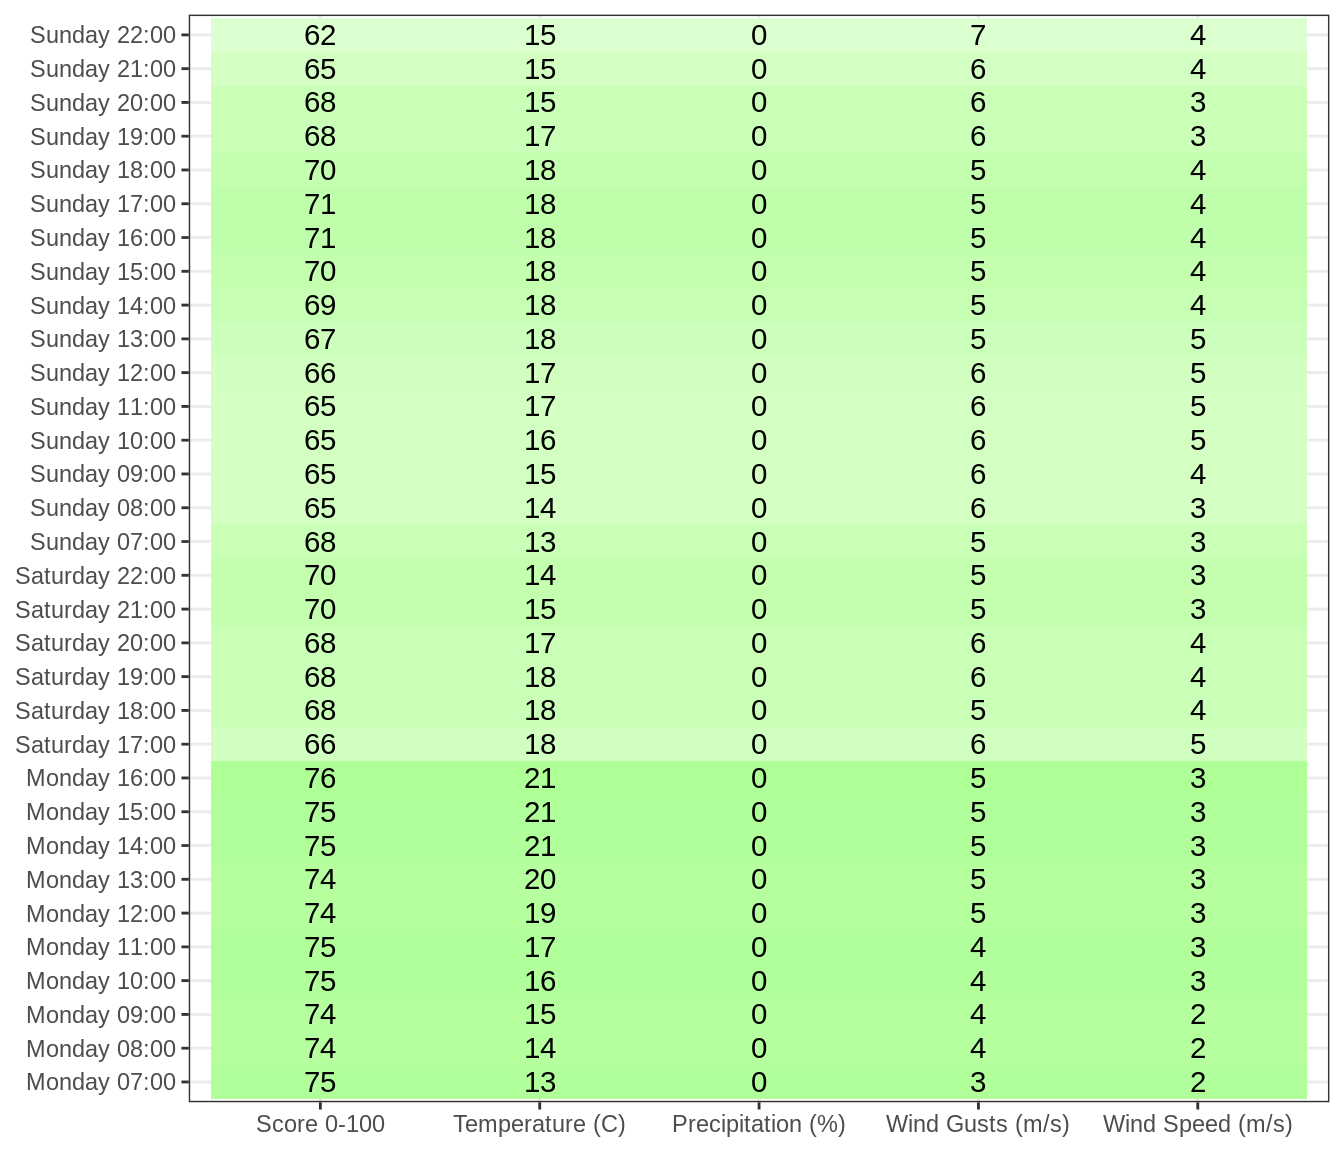 Sunday 22:00 62 15 0 7 4
Sunday 21:00 65 15 0 6 4
Sunday 20:00 68 15 0 6 3
Sunday 19:00 68 17 0 6 3
Sunday 18:00 70 18 0 5 4
Sunday 17:00 71 18 0 5 4
Sunday 16:00 71 18 0 5 4
Sunday 15:00 70 18 0 5 4
Sunday 14:00 69 18 0 5 4
Sunday 13:00 67 18 0 5 5
Sunday 12:00 66 17 0 6 5
Sunday 11:00 65 17 0 6 5
Sunday 10:00 65 16 0 6 5
Sunday 09:00 65 15 0 6 4
Sunday 08:00 65 14 0 6 3
Sunday 07:00 68 13 0 5 3
Saturday 22:00 70 14 0 5 3
Saturday 21:00 70 15 0 5 3
Saturday 20:00 68 17 0 6 4
Saturday 19:00 68 18 0 6 4
Saturday 18:00 68 18 0 5 4
Saturday 17:00 66 18 0 6 5
Monday 16:00 76 21 0 5 3
Monday 15:00 75 21 0 5 3
Monday 14:00 75 21 0 5 3
Monday 13:00 74 20 0 5 3
Monday 12:00 74 19 0 5 3
Monday 11:00 75 17 0 4 3
Monday 10:00 75 16 0 4 3
Monday 09:00 74 15 0 4 2
Monday 08:00 74 14 0 4 2
Monday 07:00 75 13 0 3 2
Score 0-100 Temperature (C) Precipitation (%) Wind Gusts (m/s) Wind Speed (m/s)